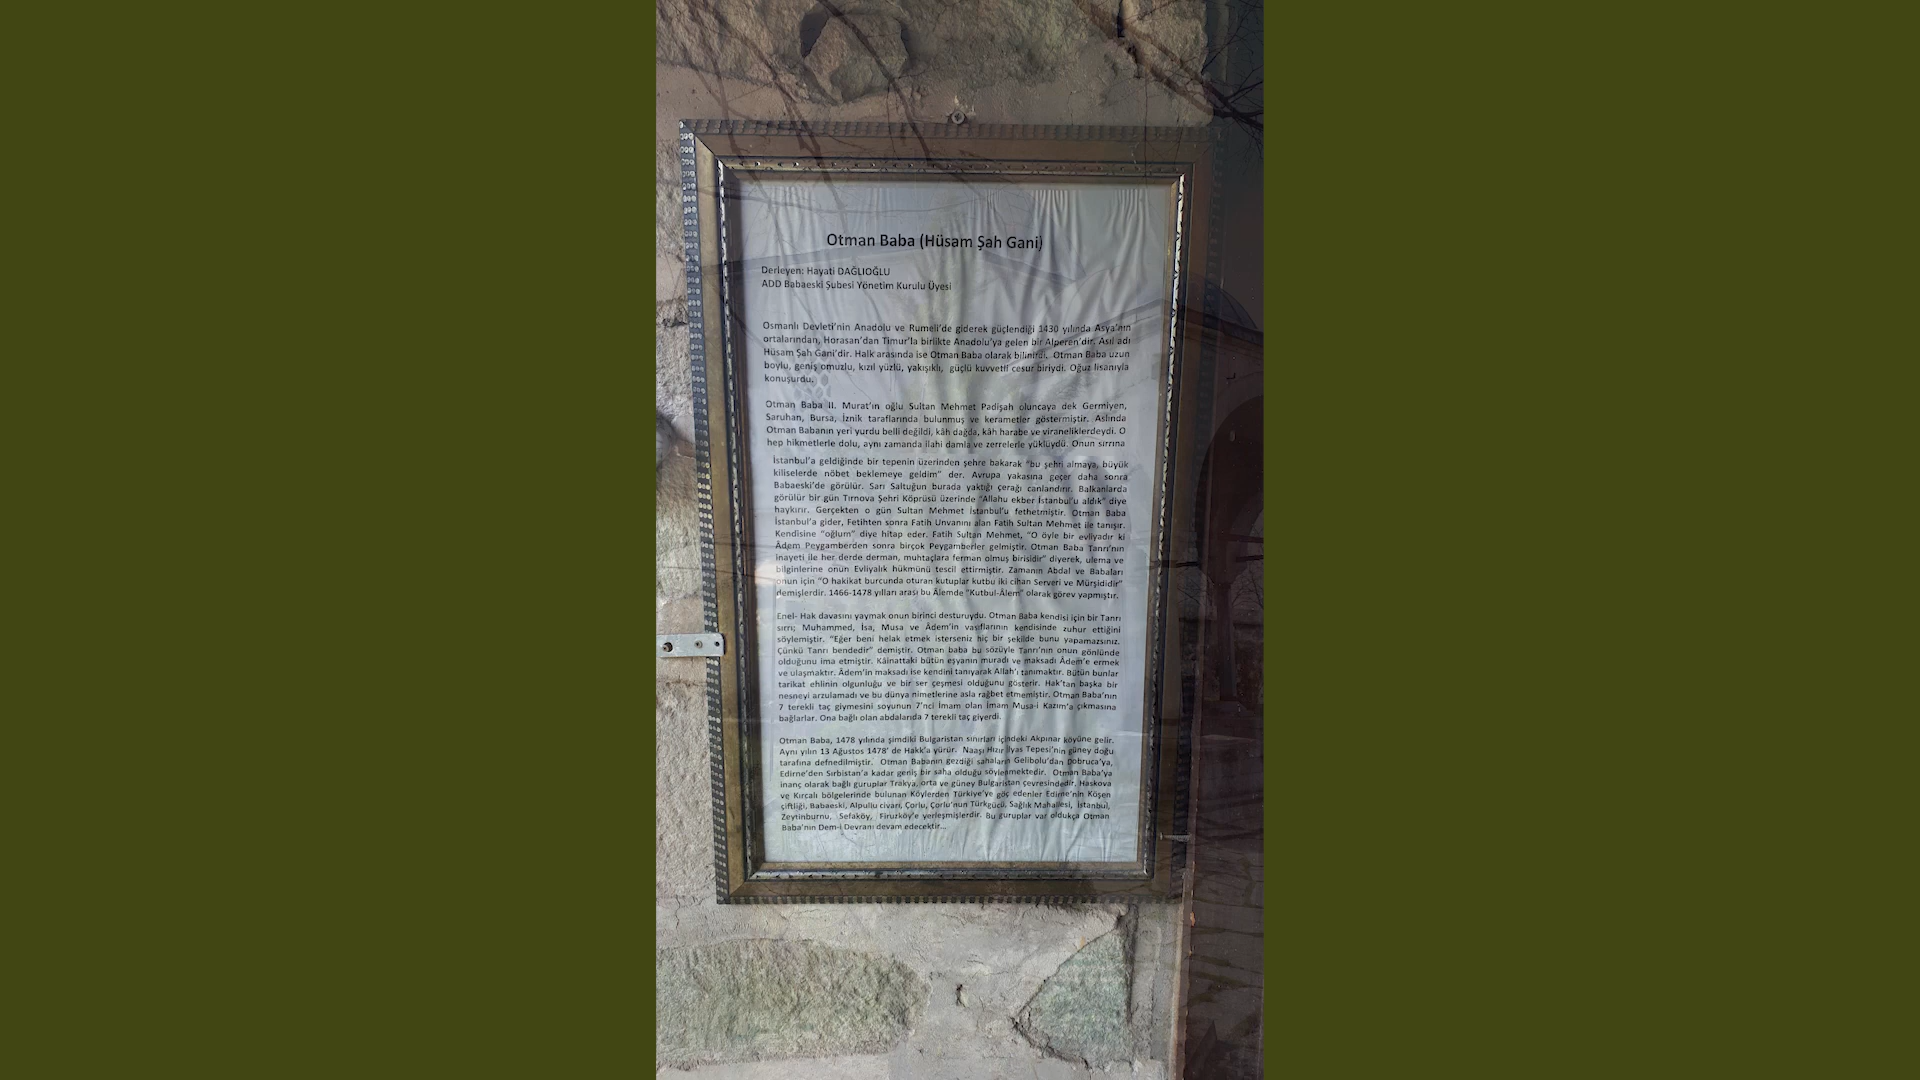 Otman Baba (Hüsam Şah Gani)
Derleyen: Hayati DAĞLIOĞLU
ADD Babaeski Şubesi Yönetim Kurulu Üyesi
Osmanlı Devleti'nin Anadolu ve Rumeli'de giderek güçlendiği 1430 yılında Asya'nın
ortalarından, Horasan'dan Timur'la birlikte Anadolu'ya gelen bir Alperen'dir. Asıl adı
Hüsam Şah Gani'dir. Halk arasında ise Otman Baba olarak bilinirdi. Otman Baba uzun
boylu, geniş omuzlu, kızıl yüzlü, yakışıklı, güçlü kuvvetli cesur biriydi. Oğuz lisanıyla
konuşurdu.
Otman Baba II. Murat'ın oğlu Sultan Mehmet Padişah oluncaya dek Germiyen,
Saruhan, Bursa, İznik taraflarında bulunmuş ve kerametler göstermiştir. Aslında
Otman Babanın yeri yurdu belli değildi, kâh dağda, kâh harabe ve viraneliklerdeydi. O
hep hikmetlerle dolu, aynı zamanda ilahi damla ve zerrelerle yüklüydü. Onun sırrına
İstanbul'a geldiğinde bir tepenin üzerinden şehre bakarak "bu şehri almaya, büyük
kiliselerde nöbet beklemeye geldim" der. Avrupa yakasına geçer daha sonra
Babaeski'de görülür. Sarı Saltuğun burada yaktığı çerağı canlandırır. Balkanlarda
görülür bir gün Tırnova Şehri Köprüsü üzerinde "Allahu ekber İstanbul'u aldık" diye
haykırır. Gerçekten o gün Sultan Mehmet İstanbul'u fethetmiştir. Otman Baba
İstanbul'a gider, Fetihten sonra Fatih Unvanını alan Fatih Sultan Mehmet ile tanışır.
Kendisine "oğlum" diye hitap eder. Fatih Sultan Mehmet, "O öyle bir evliyadır ki
Âdem Peygamberden sonra birçok Peygamberler gelmiştir. Otman Baba Tanrı'nın
inayeti ile her derde derman, muhtaçlara ferman olmuş birisidir" diyerek, ulema ve
bilginlerine onun Evliyalık hükmünü tescil ettirmiştir. Zamanın Abdal ve Babaları
onun için "O hakikat burcunda oturan kutuplar kutbu iki cihan Serveri ve Mürşididir"
demişlerdir. 1466-1478 yılları arası bu Âlemde "Kutbul-Âlem" olarak görev yapmıştır.
Enel- Hak davasını yaymak onun birinci desturuydu. Otman Baba kendisi için bir Tanrı
sırrı; Muhammed, İsa, Musa ve Âdem'in vasıflarının kendisinde zuhur ettiğini
söylemiştir. "Eğer beni helak etmek isterseniz hiç bir şekilde bunu yapamazsınız.
Çünkü Tanrı bendedir" demiştir. Otman baba bu sözüyle Tanrı'nın onun gönlünde
olduğunu ima etmiştir. Kâinattaki bütün eşyanın muradı ve maksadı Âdem'e ermek
ve ulaşmaktır. Âdem'in maksadı ise kendini tanıyarak Allah'ı tanımaktır. Bütün bunlar
tarikat ehlinin olgunluğu ve bir ser çeşmesi olduğunu gösterir. Hak'tan başka bir
nesneyi arzulamadı ve bu dünya nimetlerine asla rağbet etmemiştir. Otman Baba'nın
7 terekli taç giymesini soyunun 7'nci İmam olan İmam Musa-i Kazım'a çıkmasına
bağlarlar. Ona bağlı olan abdalarıda 7 terekli taç giyerdi.
Otman Baba, 1478 yılında şimdiki Bulgaristan sınırları içindeki Akpınar köyüne gelir.
Aynı yılın 13 Ağustos 1478' de Hakk'a yürür. Naaşı Hızır İlyas Tepesi'nin güney doğu
tarafına defnedilmiştir. Otman Babanın gezdiği sahaların Gelibolu'dan Dobruca'ya,
Edirne'den Sırbistan'a kadar geniş bir saha olduğu söylenmektedir. Otman Baba'ya
inanç olarak bağlı guruplar Trakya, orta ve güney Bulgaristan çevresindedir. Haskova
ve Kırcalı bölgelerinde bulunan Köylerden Türkiye'ye göç edenler Edirne'nin Köşen
çiftliği, Babaeski, Alpullu civarı, Çorlu, Çorlu'nun Türkgücü, Sağlık Mahallesi, İstanbul,
Zeytinburnu, Sefaköy, Firuzköy'e yerleşmişlerdir. Bu guruplar var oldukça Otman
Baba'nın Dem-i Devranı devam edecektir...